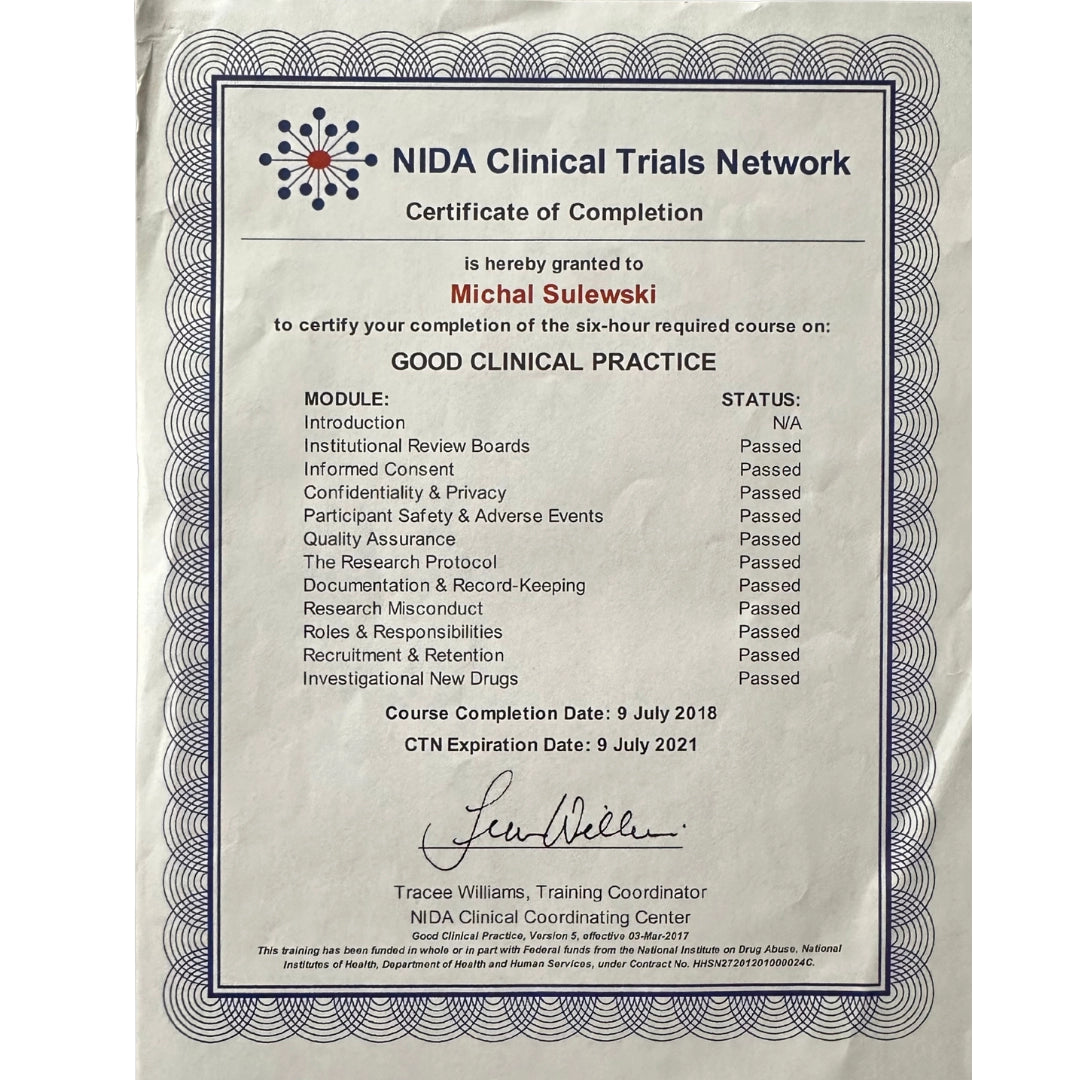 NIDA Clinical Trials Network
Certificate of Completion
is hereby granted to
Michal Sulewski
to certify your completion of the six-hour required course on:
GOOD CLINICAL PRACTICE
MODULE: STATUS:
Introduction N/A
Institutional Review Boards Passed
Informed Consent Passed
Confidentiality & Privacy Passed
Participant Safety & Adverse Events Passed
Quality Assurance Passed
The Research Protocol Passed
Documentation & Record-Keeping Passed
Research Misconduct Passed
Roles & Responsibilities Passed
Recruitment & Retention Passed
Investigational New Drugs Passed
Course Completion Date: 9 July 2018
CTN Expiration Date: 9 July 2021
Tracee Williams, Training Coordinator
NIDA Clinical Coordinating Center
Good Clinical Practice, Version 5, effective 03-Mar-2017
This training has been funded in whole or in part with Federal funds from the National Institute on Drug Abuse, National
Institutes of Health, Department of Health and Human Services, under Contract No. HHSN27201201000024C.